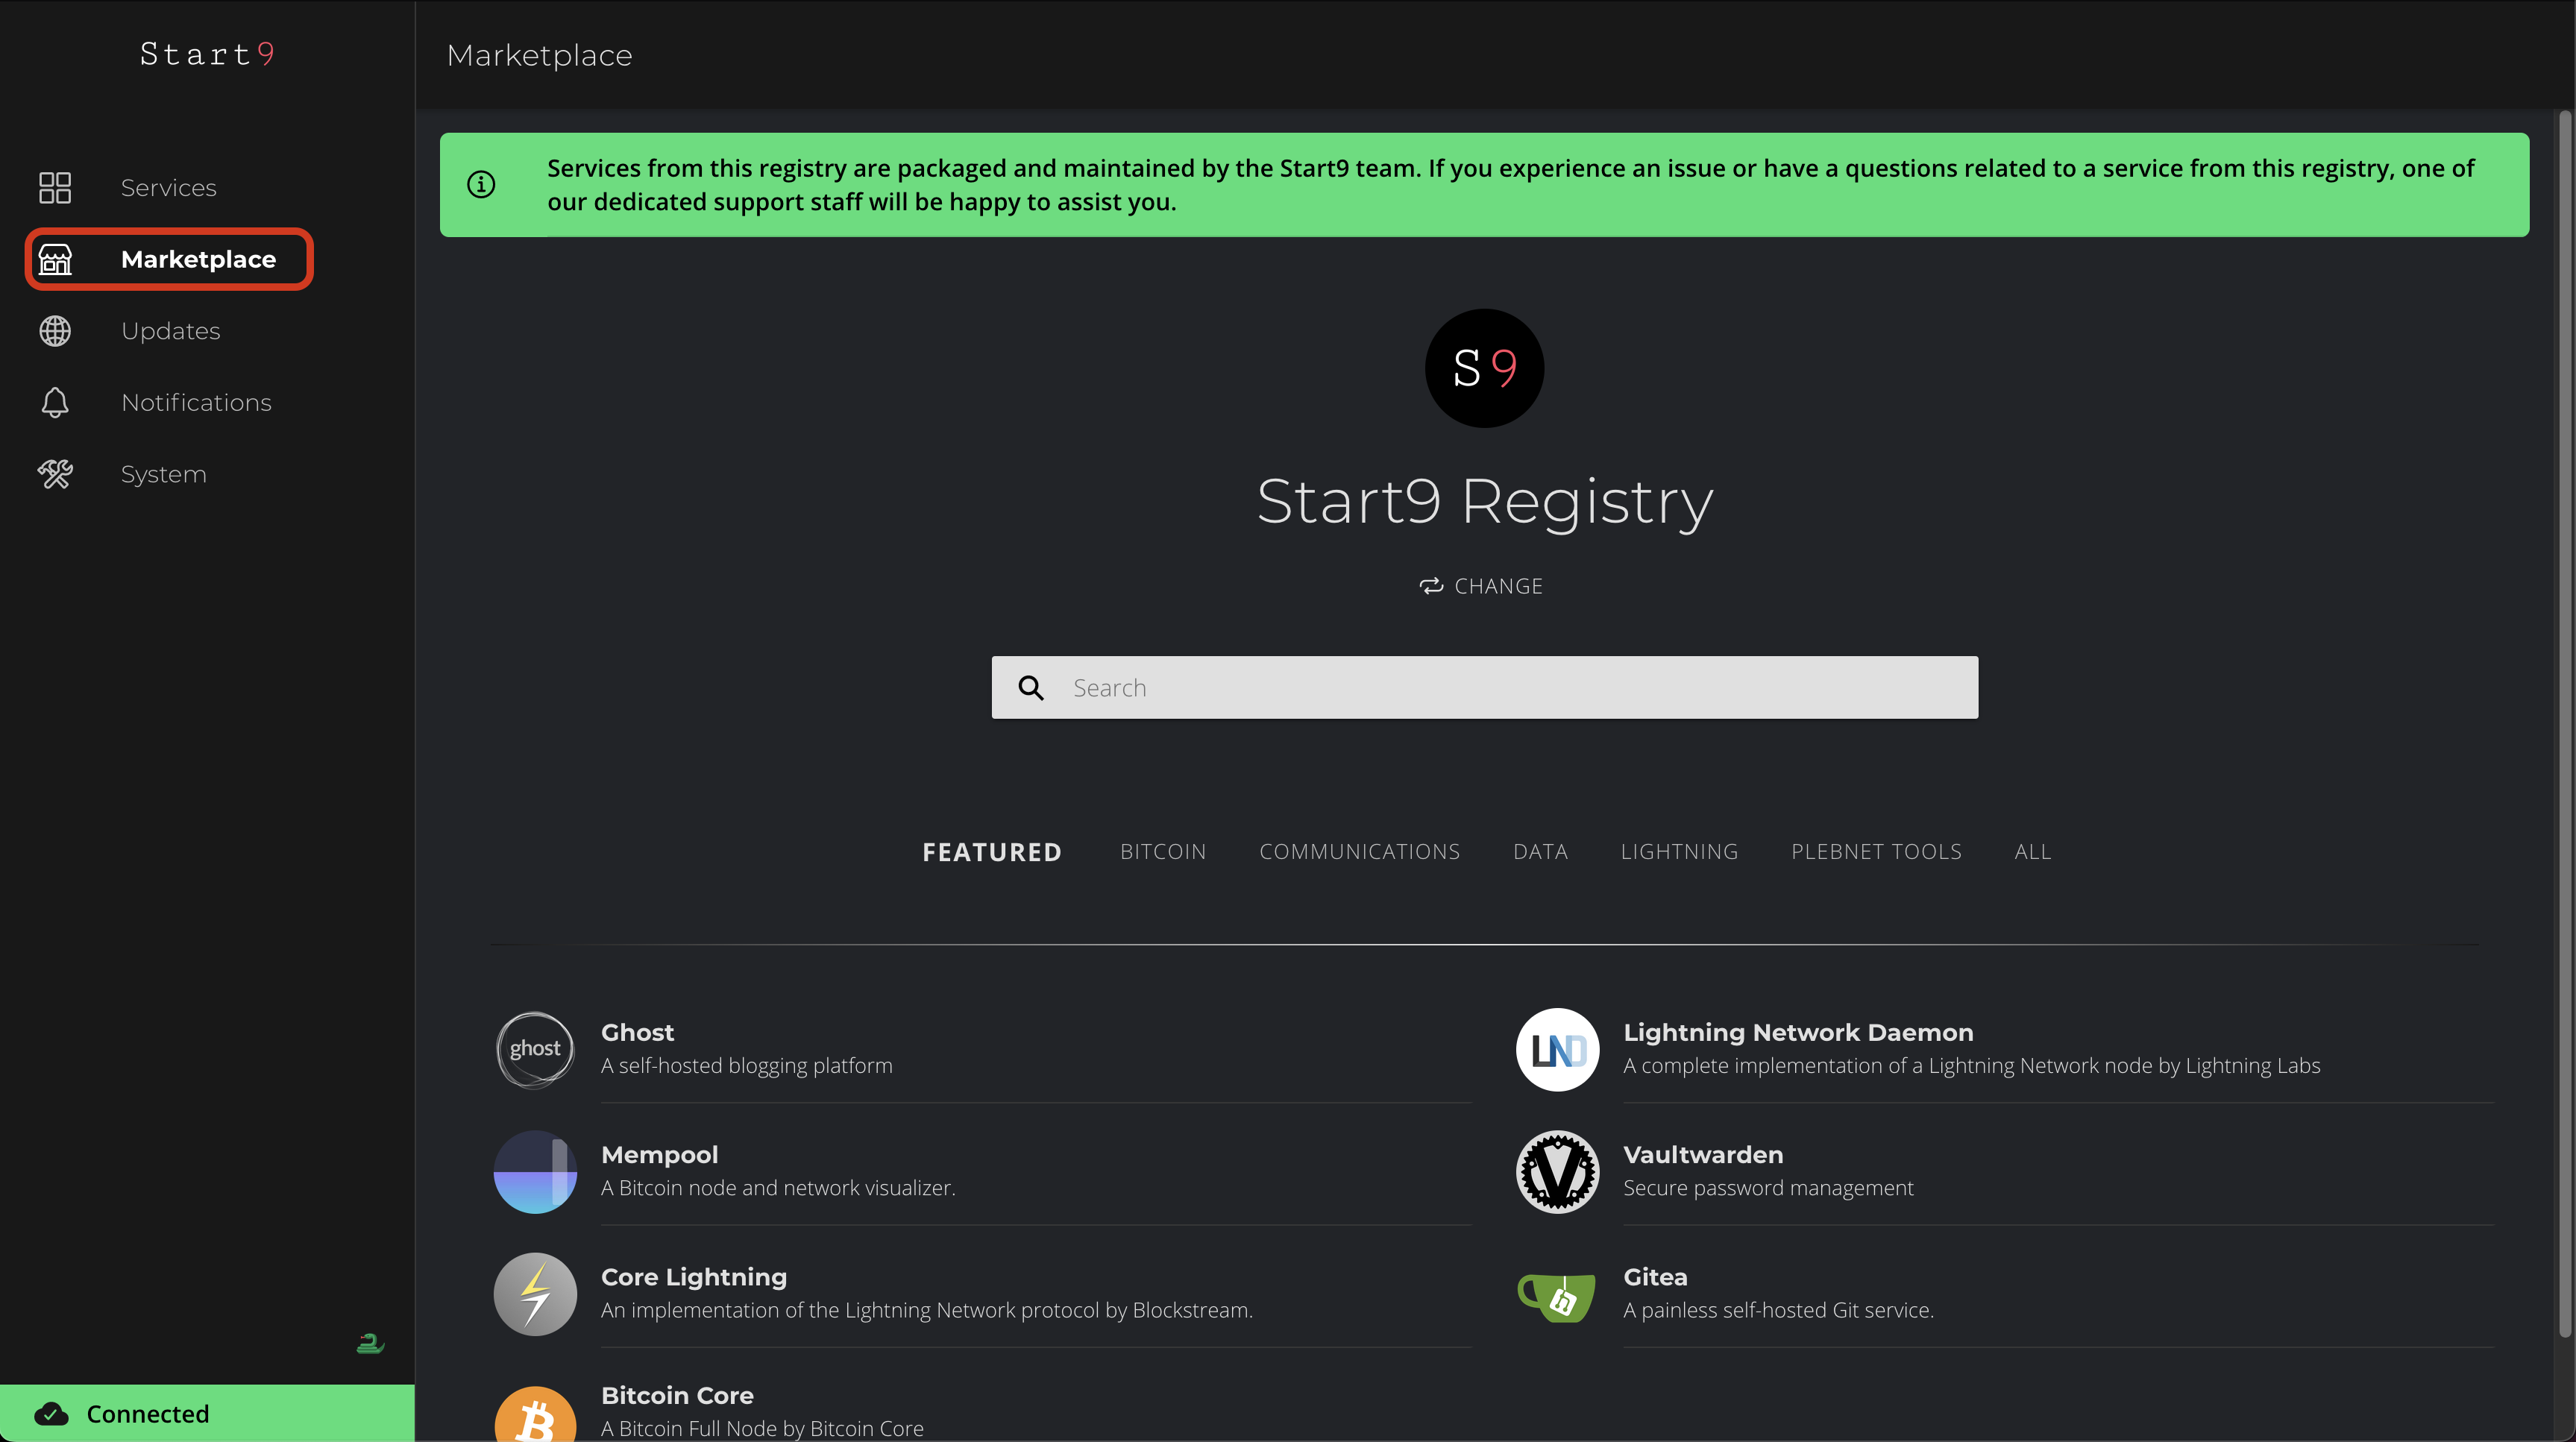 Start9
Services
Marketplace
Updates
Notifications
System
Connected
Marketplace
Services from this registry are packaged and maintained by the Start9 team. If you experience an issue or have a questions related to a service from this registry, one of
our dedicated support staff will be happy to assist you.
S9
Start9 Registry
CHANGE
Search
FEATURED BITCOIN COMMUNICATIONS DATA LIGHTNING PLEBNET TOOLS ALL
ghost
Ghost
A self-hosted blogging platform
LND
Lightning Network Daemon
A complete implementation of a Lightning Network node by Lightning Labs
Mempool
A Bitcoin node and network visualizer.
V
Vaultwarden
Secure password management
Core Lightning
An implementation of the Lightning Network protocol by Blockstream.
Gitea
A painless self-hosted Git service.
Bitcoin Core
A Bitcoin Full Node by Bitcoin Core